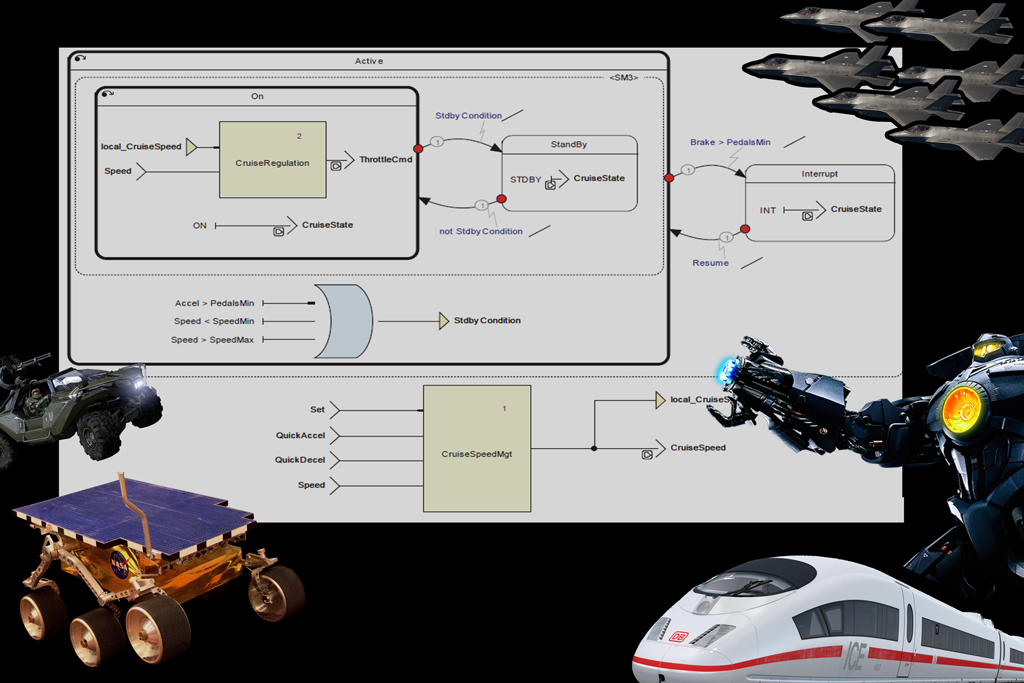 Active
<SM3>
On
2
local_CruiseSpeed
CruiseRegulation
ThrottleCmd
Speed
ON
CruiseState
Stdby Condition
1
StandBy
STDBY
CruiseState
1
not Stdby Condition
Brake > PedalsMin
1
Interrupt
INT
CruiseState
1
Resume
Accel > PedalsMin
Speed < SpeedMin
Speed > SpeedMax
Stdby Condition
Set
QuickAccel
QuickDecel
Speed
1
CruiseSpeedMgt
local_CruiseS
CruiseSpeed
NASA
DB
ICE